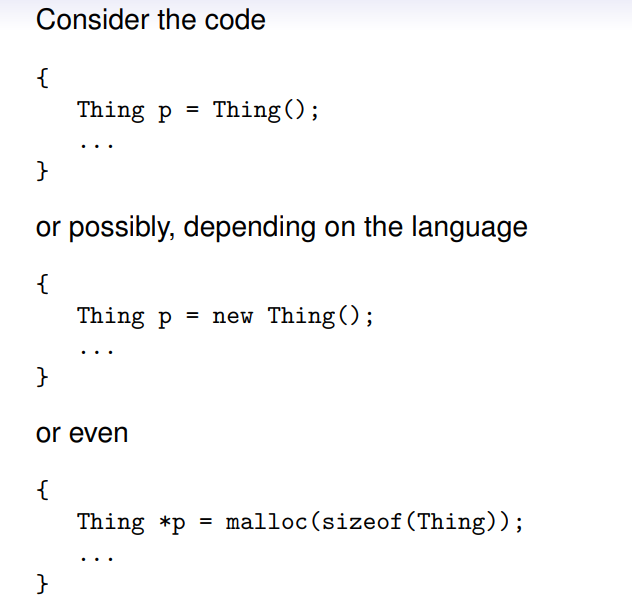 Consider the code
{
Thing p = Thing();
...
}
or possibly, depending on the language
{
Thing p = new Thing();
...
}
or even
{
Thing *p = malloc(sizeof(Thing));
...
}